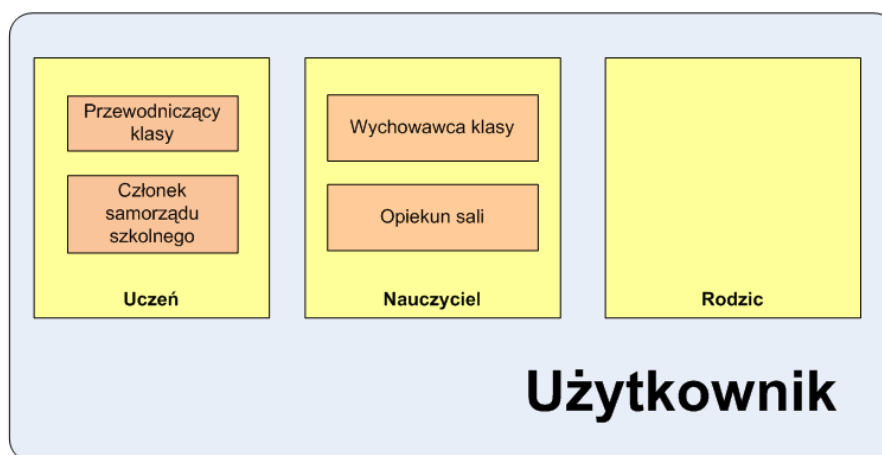 Przewodniczący
klasy
Członek
samorządu
szkolnego
Uczeń
Wychowawca klasy
Opiekun sali
Nauczyciel
Rodzic
Użytkownik